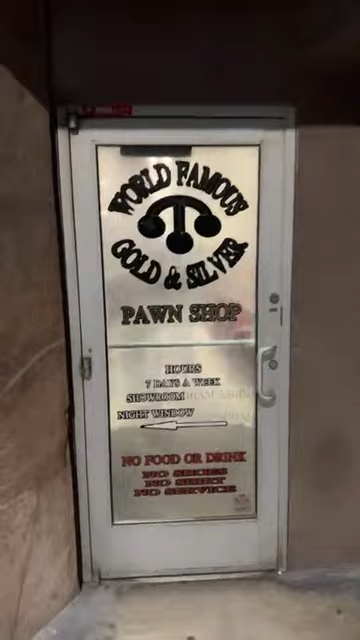 WORLD FAMOUS
GOLD & SILVER
PAWN SHOP
HOURS
7 DAYS A WEEK
SHOWROOM
NIGHT WINDOW
NO FOOD OR DRINK
NO SHOES
NO SHIRT
NO SERVICE